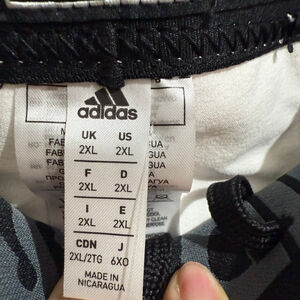 adidas
UK US
2XL 2XL
F D
2XL 2XL
I E
2XL 2XL
CDN J
2XL/2TG 6XO
MADE IN
NICARAGUA